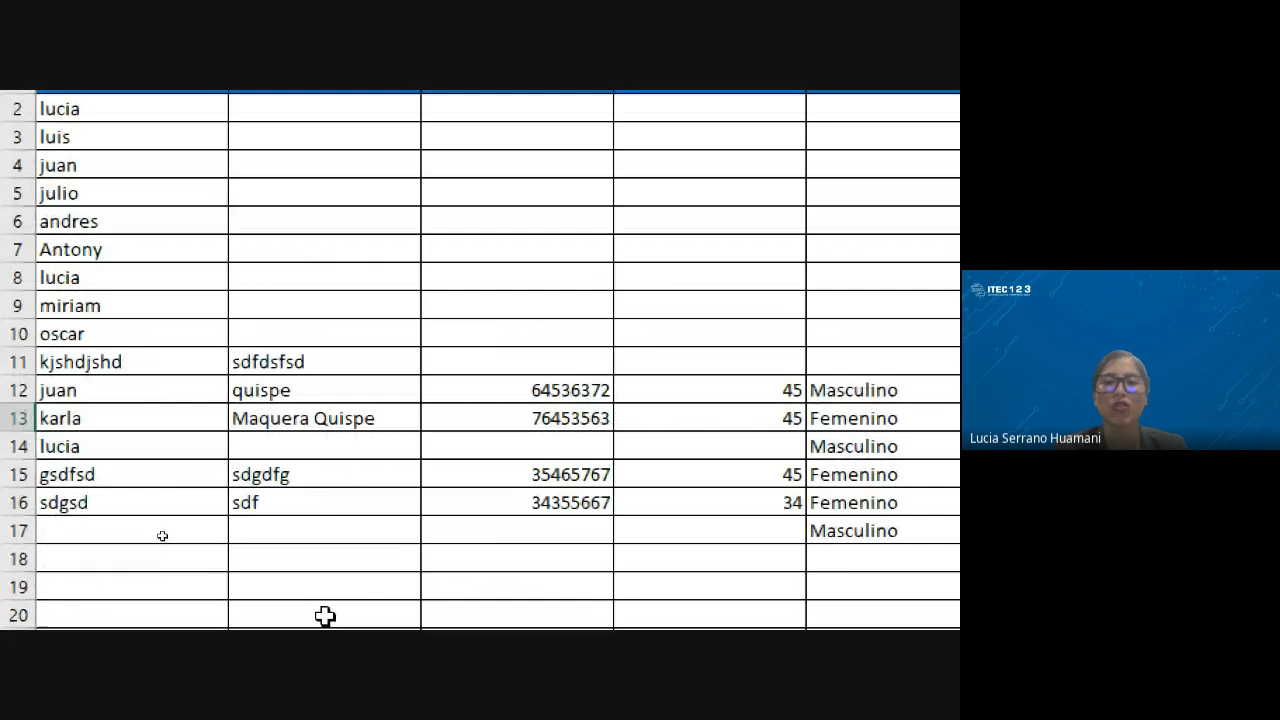 2 lucia
3 luis
4 juan
5 julio
6 andres
7 Antony
8 lucia
9 miriam
10 oscar
11 kjshdjshd sdfdsfsd
12 juan quispe 64536372 45 Masculino
13 karla Maquera Quispe 76453563 45 Femenino
14 lucia Masculino
15 gsdfsd sdgdfg 35465767 45 Femenino
16 sdgsd sdf 34355667 34 Femenino
17 Masculino
18
19
20
ITEC 1 2 3
Lucia Serrano Huamani